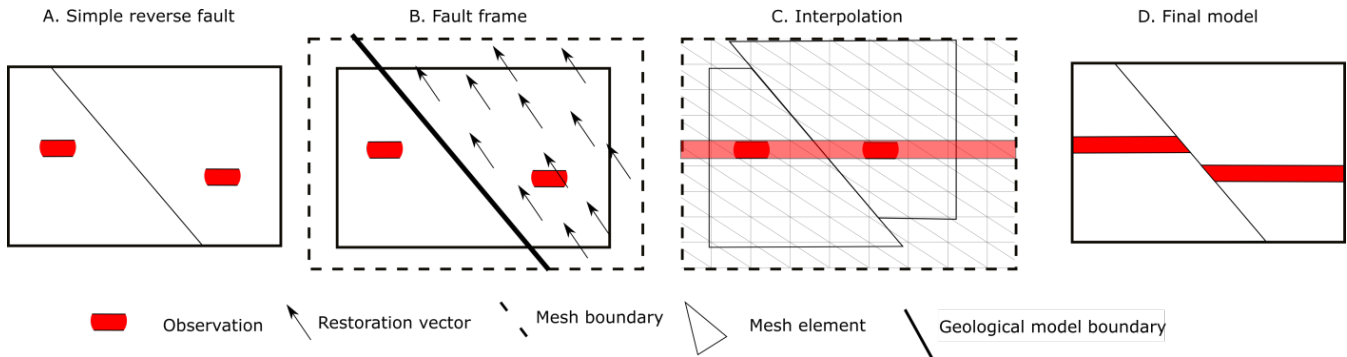 A. Simple reverse fault
B. Fault frame
C. Interpolation
D. Final model
Observation
Restoration vector
Mesh boundary
Mesh element
Geological model boundary